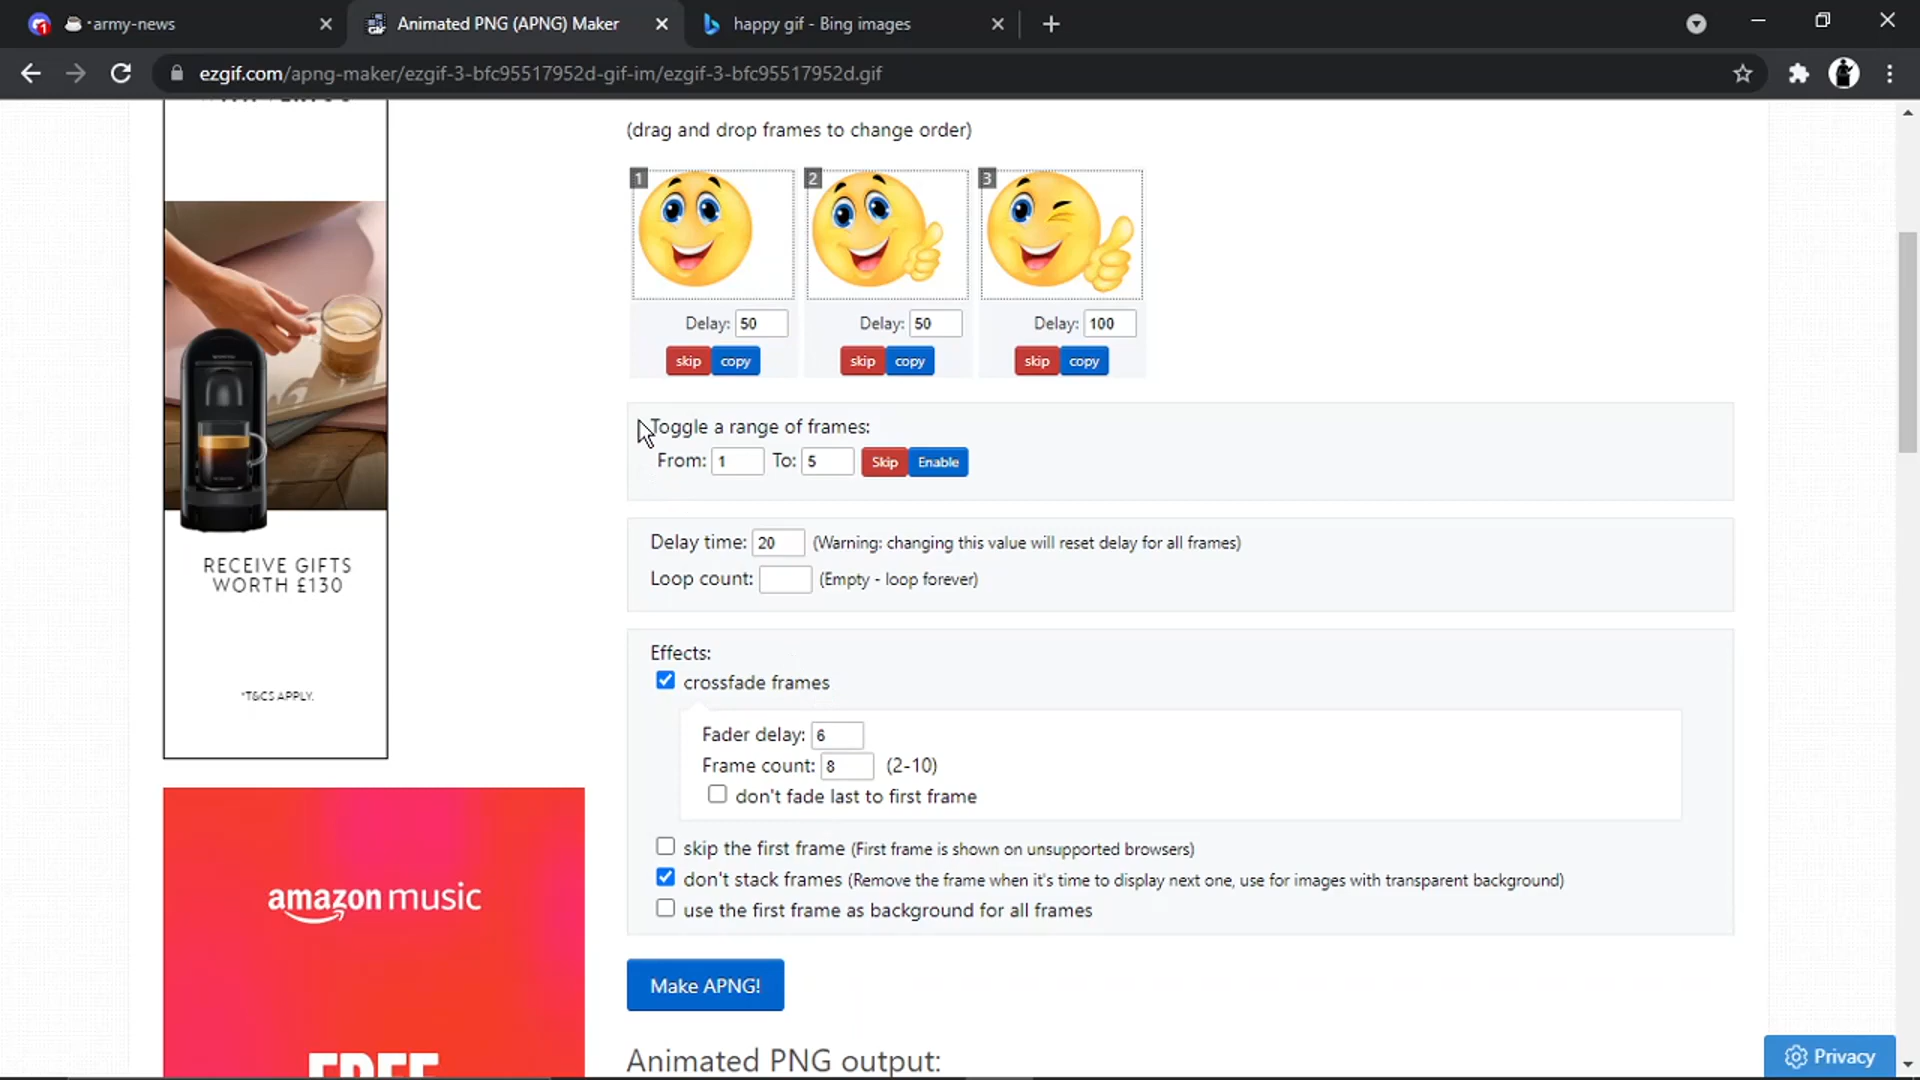 army-news
Animated PNG (APNG) Maker
happy gif - Bing images
ezgif.com/apng-maker/ezgif-3-bfc95517952d-gif-im/ezgif-3-bfc95517952d.gif
(drag and drop frames to change order)
1
2
3
Delay: 50
Delay: 50
Delay: 100
skip copy
skip copy
skip copy
Toggle a range of frames:
From: 1 To: 5 Skip Enable
Delay time: 20 (Warning: changing this value will reset delay for all frames)
Loop count: (Empty - loop forever)
Effects:
crossfade frames
Fader delay: 6
Frame count: 8 (2-10)
don't fade last to first frame
skip the first frame (First frame is shown on unsupported browsers)
don't stack frames (Remove the frame when it's time to display next one, use for images with transparent background)
use the first frame as background for all frames
Make APNG!
Animated PNG output:
RECEIVE GIFTS
WORTH £130
*T&CS APPLY.
amazon music
FREE
Privacy